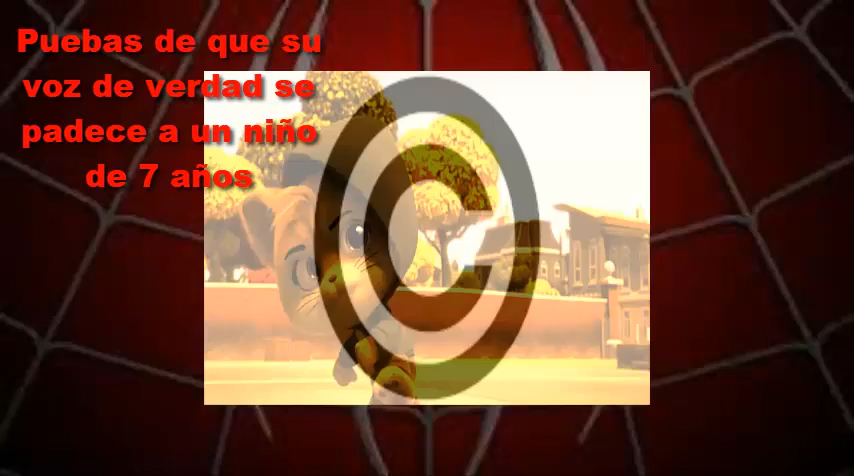 Puebas de que su
voz de verdad se
padece a un niño
de 7 años
©